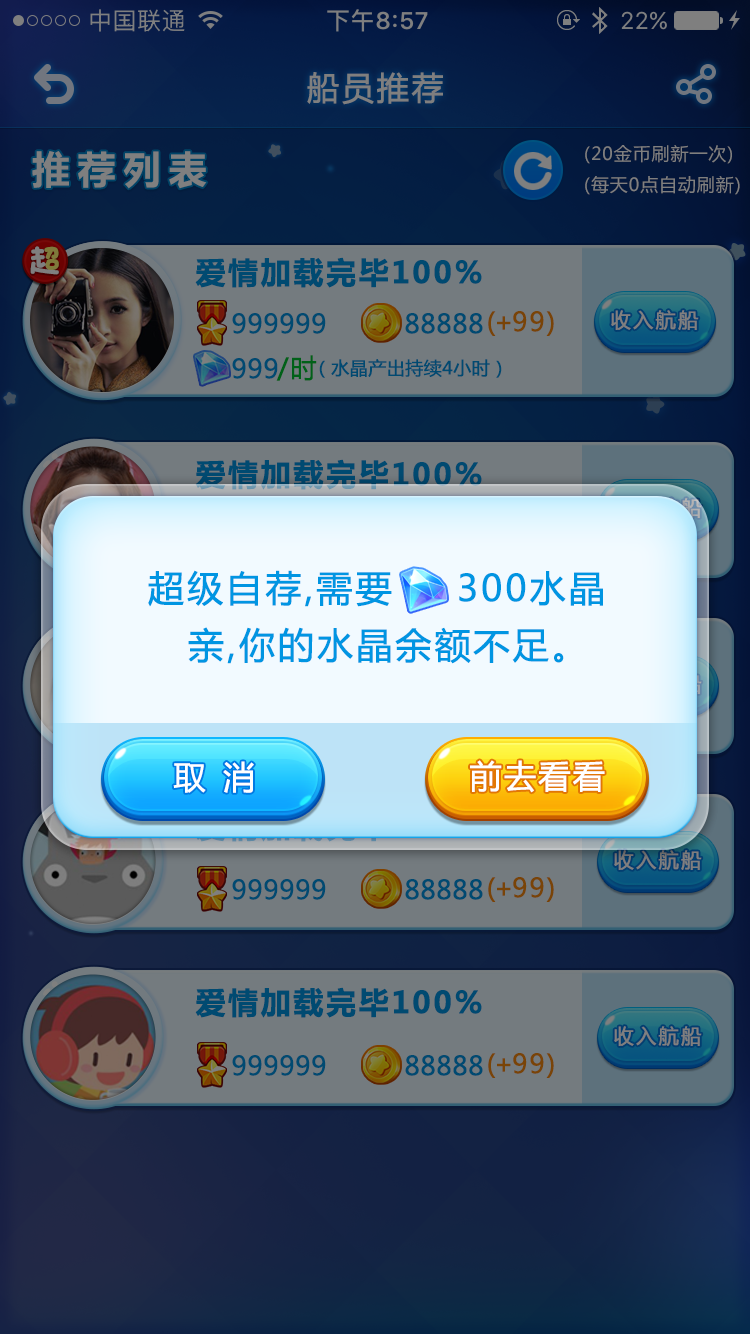 中国联通 下午8:57 22%
船员推荐
推荐列表
(20金币刷新一次)
(每天0点自动刷新)
超
爱情加载完毕100%
999999 88888(+99)
收入航船
999/时(水晶产出持续4小时)
爱情加载完毕100%
船
超级自荐,需要300水晶
亲,你的水晶余额不足。
取 消
前去看看
999999 88888(+99)
收入航船
爱情加载完毕100%
999999 88888(+99)
收入航船